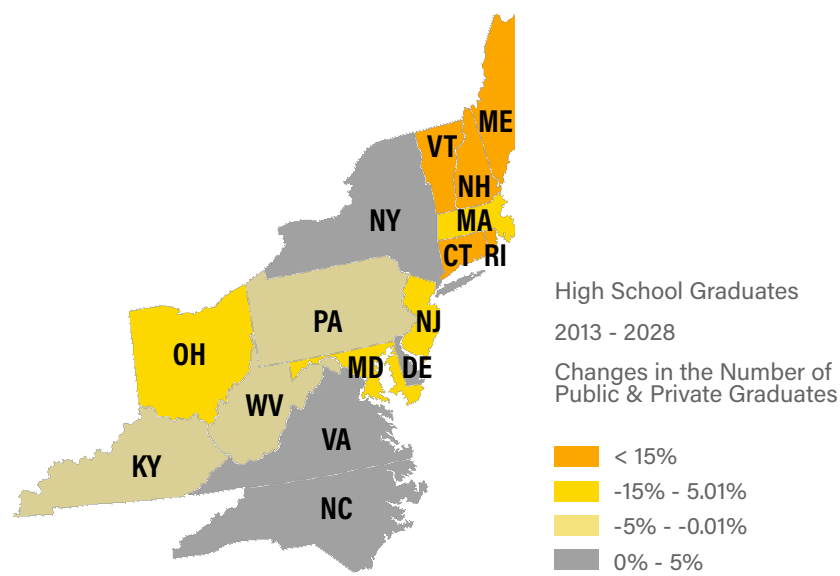 ME
VT
NH
NY
MA
CT RI
PA
NJ
OH
MD DE
WV
VA
KY
NC
High School Graduates
2013 - 2028
Changes in the Number of
Public & Private Graduates
< 15%
-15% - 5.01%
-5% - -0.01%
0% - 5%